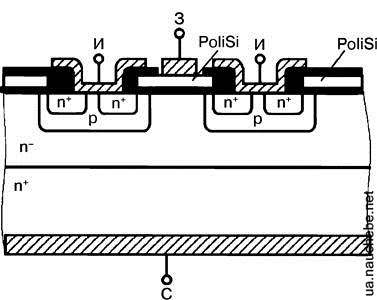 З
И
PoliSi
И
PoliSi
n⁺
n⁺
n⁺
n⁺
p
p
n⁻
n⁺
С
ua.nauchebe.net